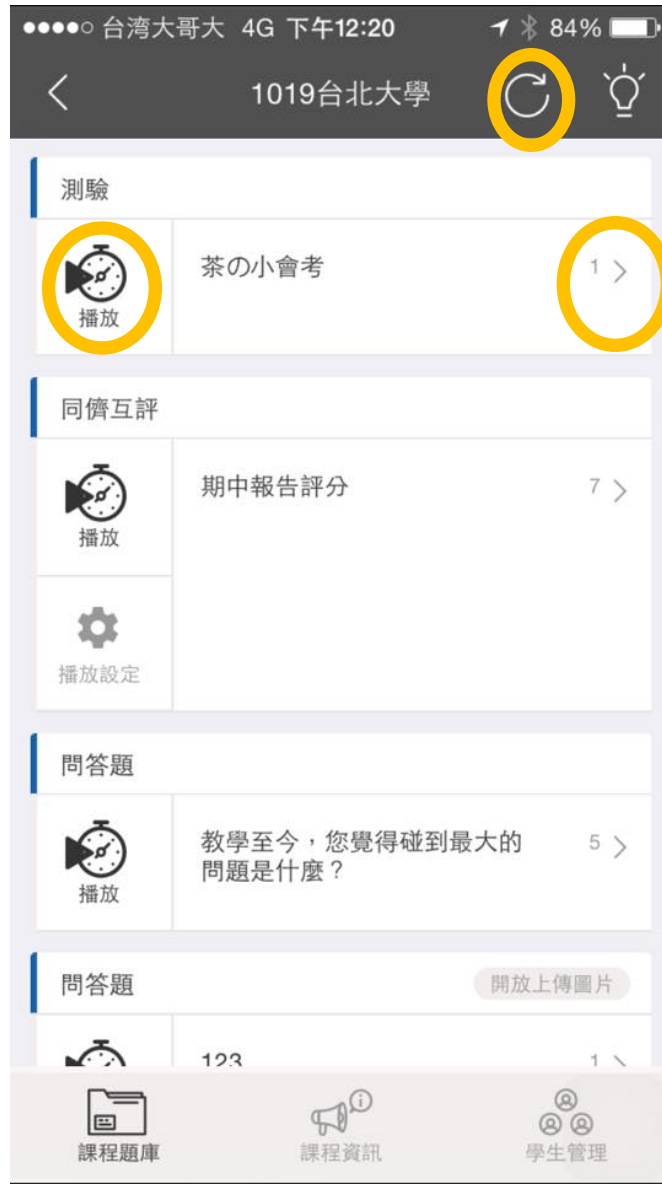 台湾大哥大 4G 下午12:20 84%
1019台北大學
測驗
茶の小會考 1
播放
同儕互評
期中報告評分 7
播放
播放設定
問答題
教學至今，您覺得碰到最大的 5
問題是什麼？
播放
問答題 開放上傳圖片
123 1
課程題庫 課程資訊 學生管理